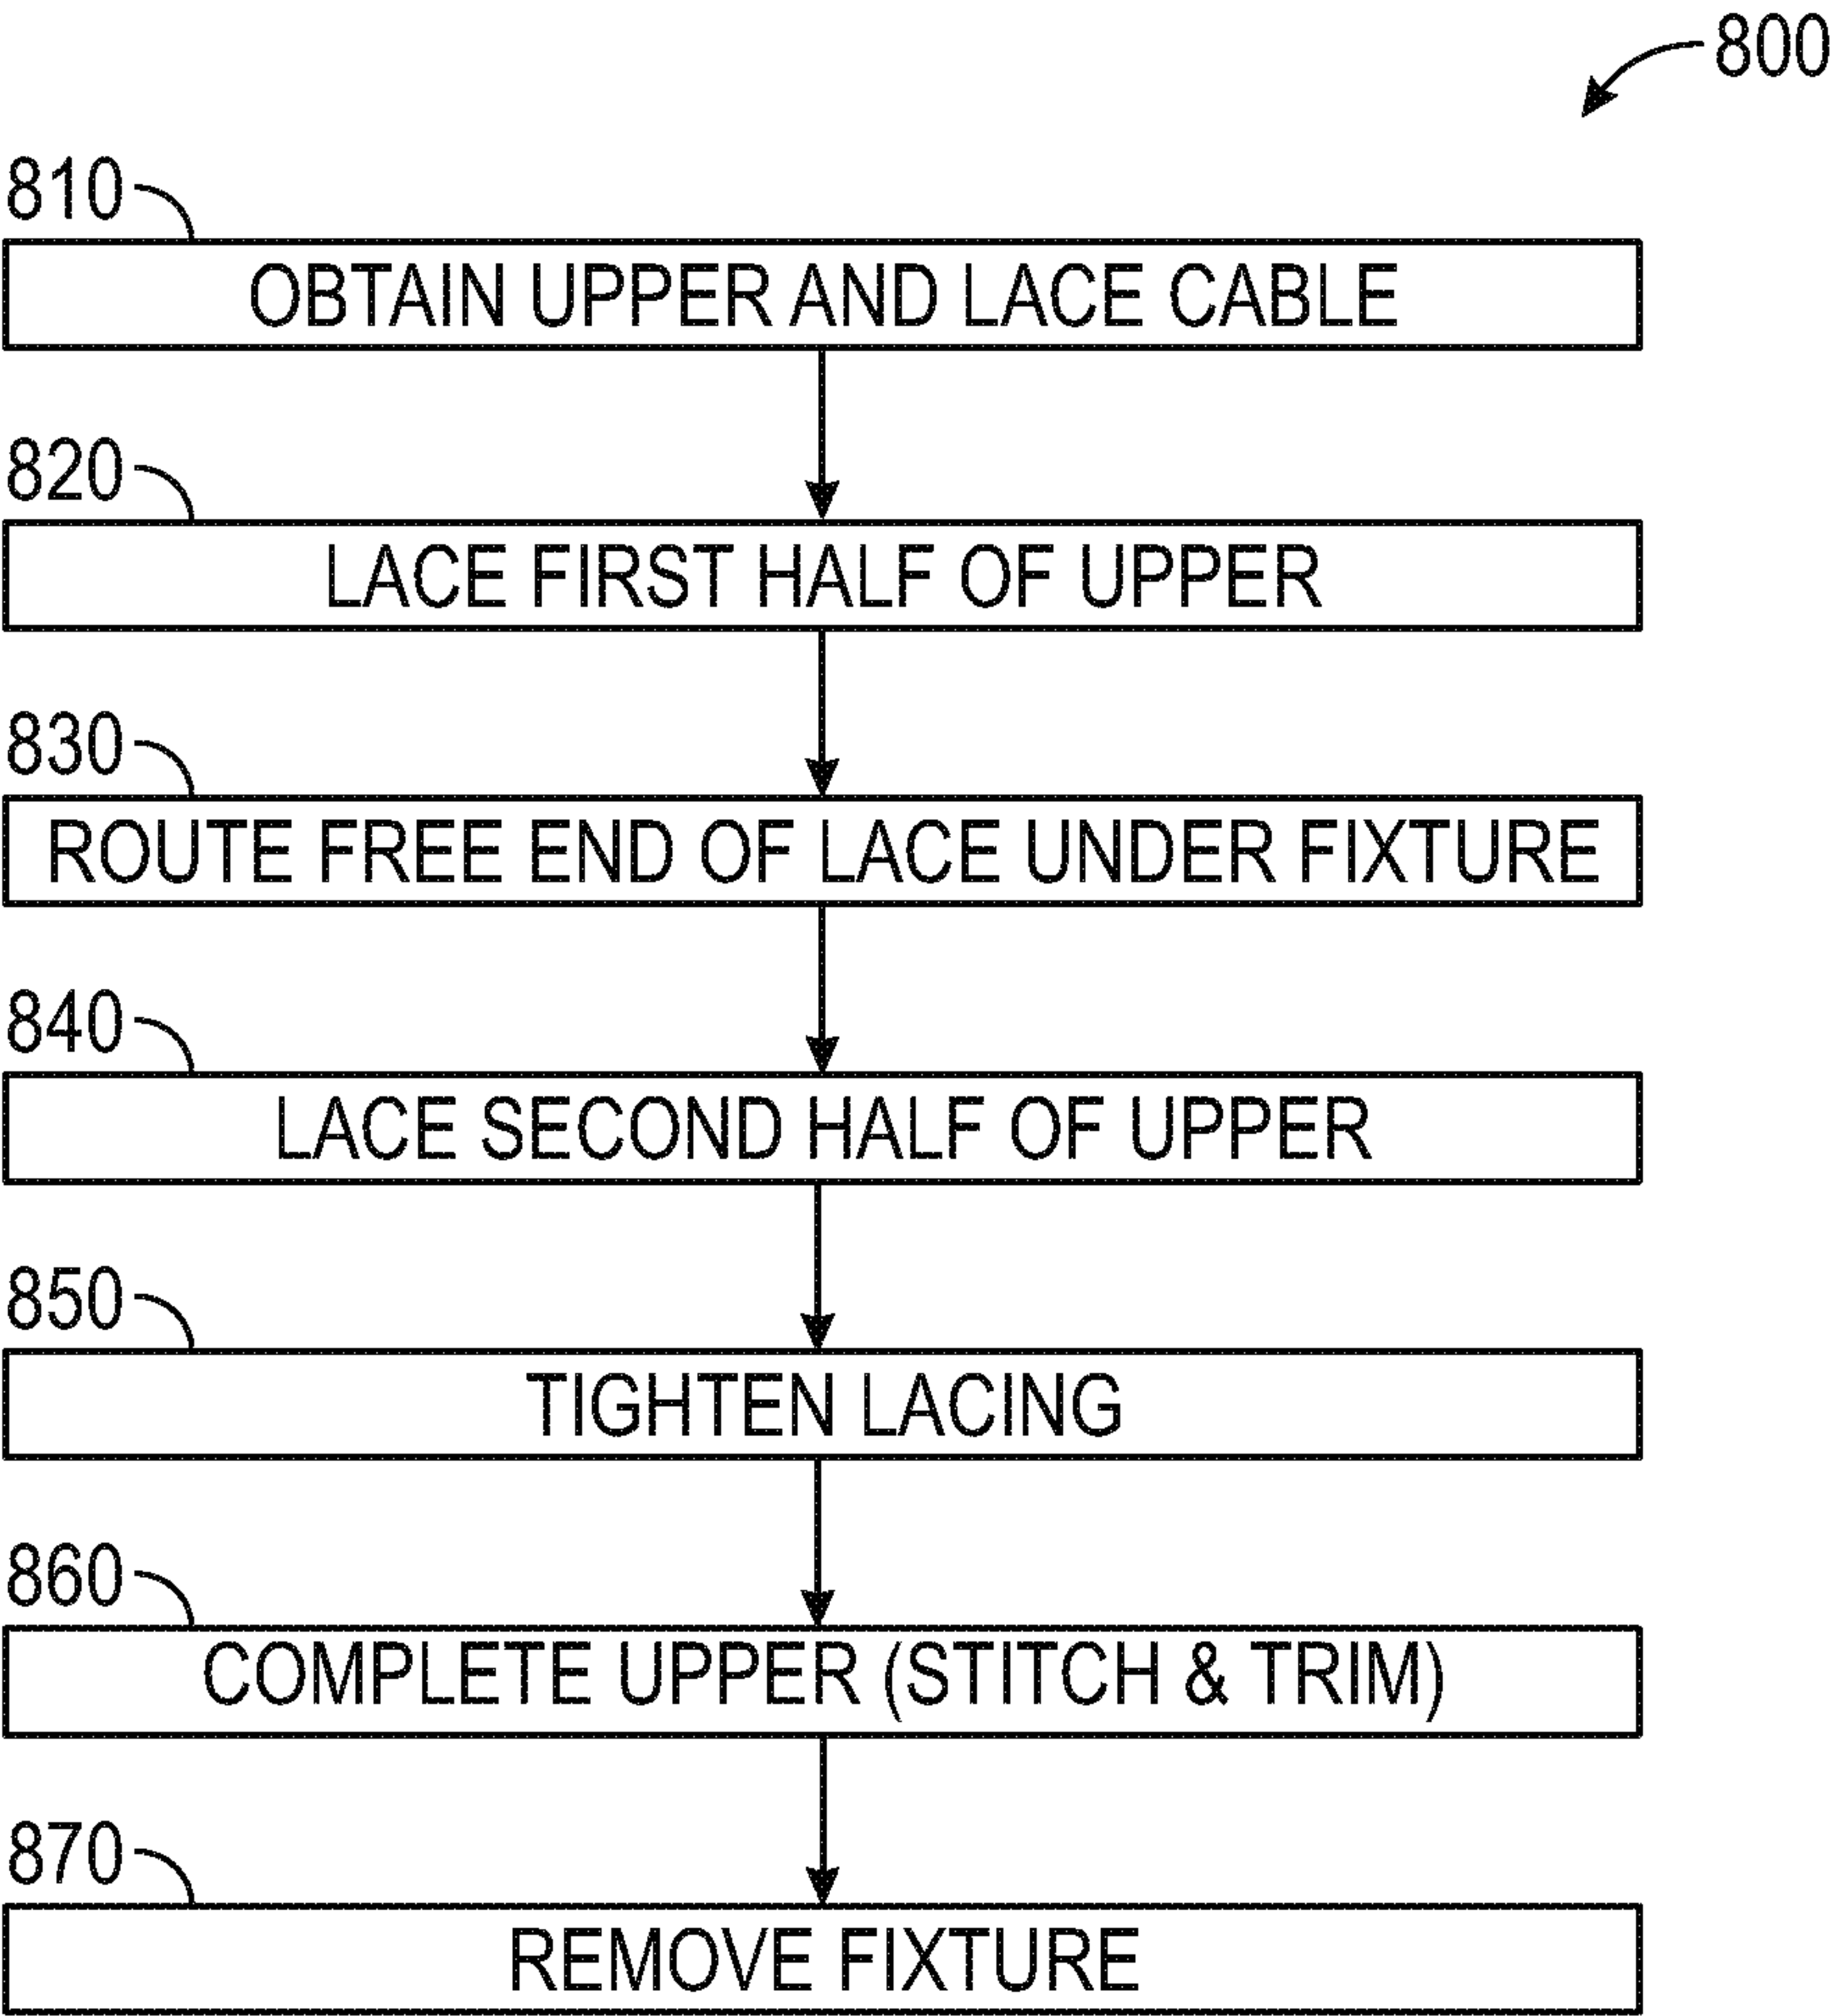 800
810
OBTAIN UPPER AND LACE CABLE
820
LACE FIRST HALF OF UPPER
830
ROUTE FREE END OF LACE UNDER FIXTURE
840
LACE SECOND HALF OF UPPER
850
TIGHTEN LACING
860
COMPLETE UPPER (STITCH & TRIM)
870
REMOVE FIXTURE